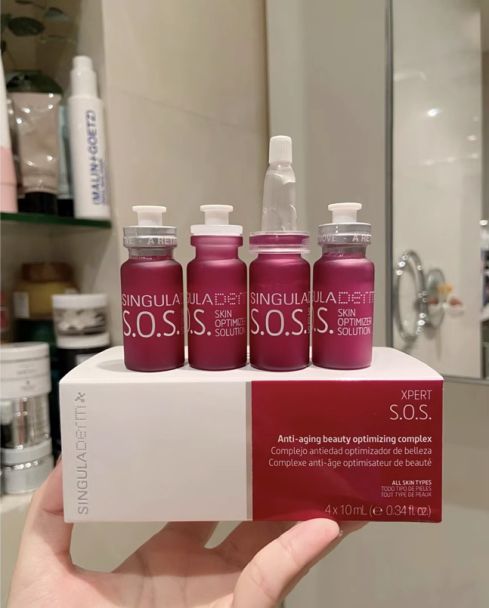 (MALIN+GOETZ)
SINGULA
S.O.S.
ULADerm
.S.
SKIN
OPTIMIZER
SOLUTION
SINGULAD
S.O.S.
ULADerm
.S.
SKIN
OPTIMIZER
SOLUTION
SINGULADerm
XPERT
S.O.S.
Anti-aging beauty optimizing complex
Complejo antiedad optimizador de belleza
Complexe anti-âge optimisateur de beauté
ALL SKIN TYPES
TODO TIPO DE PIELES
TOUT TYPE DE PEAUX
4 x 10 mL (℮ 0.34 fl. oz.)